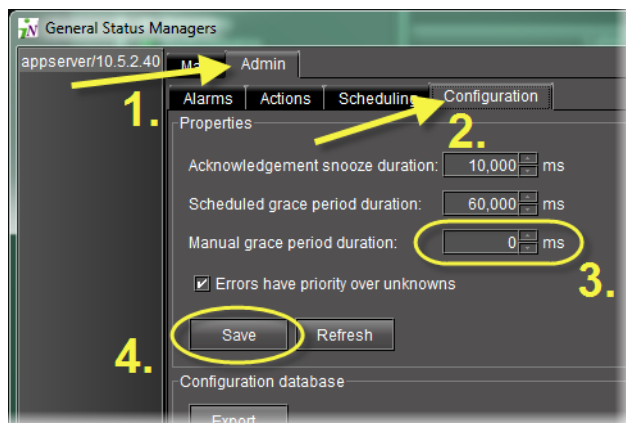 General Status Managers
appserver/10.5.2.40
Admin
1.
Alarms Actions Scheduling Configuration
Properties
2.
Acknowledgement snooze duration: 10,000 ms
Scheduled grace period duration: 60,000 ms
Manual grace period duration: 0 ms
3.
Errors have priority over unknowns
Save Refresh
4.
Configuration database
Export